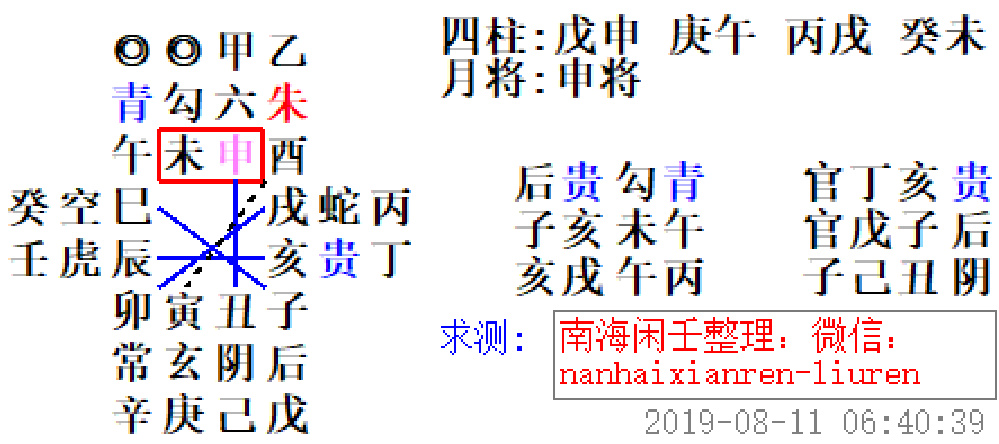 ◎ ◎ 甲 乙
青 勾 六 朱
午 未 申 酉
癸 空 巳 戌 蛇 丙
壬 虎 辰 亥 贵 丁
卯 寅 丑 子
常 玄 阴 后
辛 庚 己 戊
四柱:戊申 庚午 丙戌 癸未
月将:申将
后贵勾青 官丁亥贵
子亥未午 官戊子后
亥戌午丙 子己丑阴
求测:
南海闲壬整理：微信：
nanhaixianren-liuren
2019-08-11 06:40:39